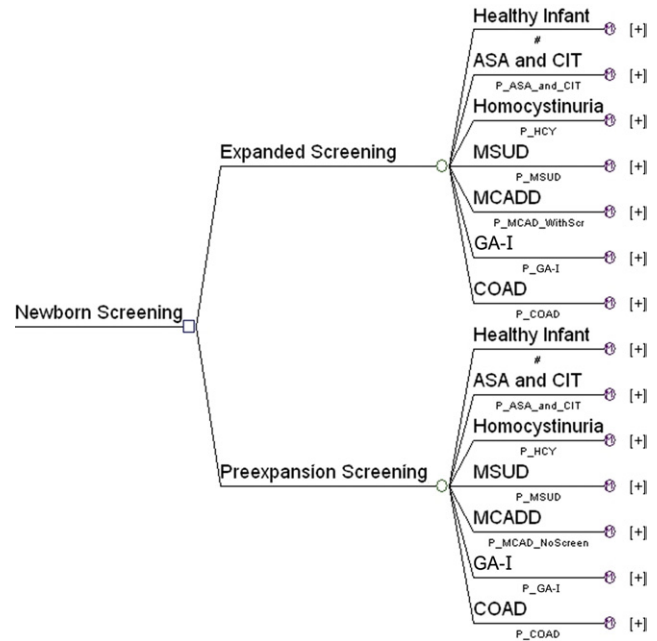 Healthy Infant
[+]
#
ASA and CIT
[+]
P_ASA_and_CIT
Homocystinuria
[+]
P_HCY
Expanded Screening
MSUD
[+]
P_MSUD
MCADD
[+]
P_MCAD_WithScr
GA-I
[+]
P_GA-I
COAD
[+]
P_COAD
Newborn Screening
Healthy Infant
[+]
#
ASA and CIT
[+]
P_ASA_and_CIT
Homocystinuria
[+]
P_HCY
Preexpansion Screening
MSUD
[+]
P_MSUD
MCADD
[+]
P_MCAD_NoScreen
GA-I
[+]
P_GA-I
COAD
[+]
P_COAD